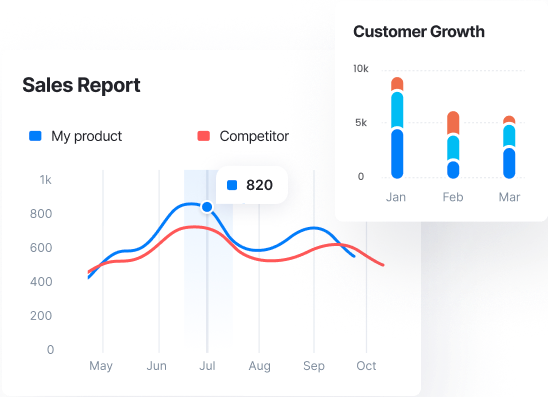 Customer Growth
10k
5k
0
Jan Feb Mar
Sales Report
My product Competitor
820
1k
800
600
400
200
0
May Jun Jul Aug Sep Oct